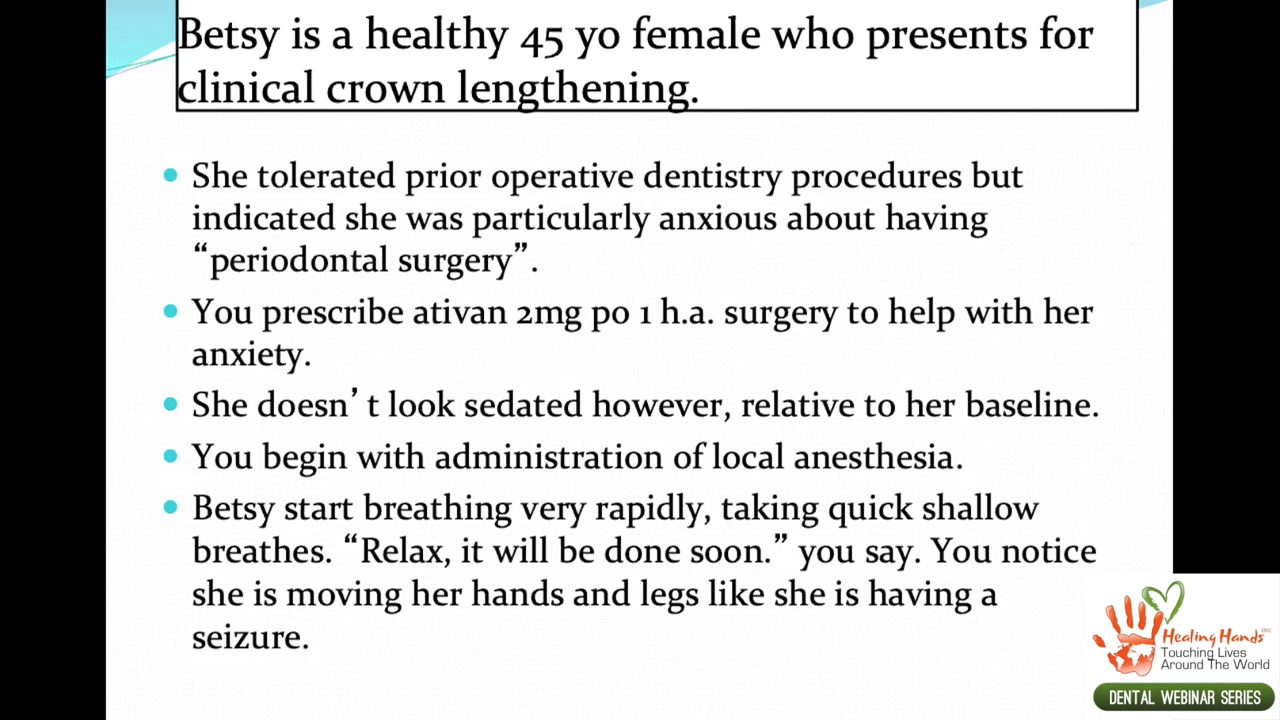 Betsy is a healthy 45 yo female who presents for
clinical crown lengthening.
• She tolerated prior operative dentistry procedures but
indicated she was particularly anxious about having
“periodontal surgery”.
• You prescribe ativan 2mg po 1 h.a. surgery to help with her
anxiety.
• She doesn’t look sedated however, relative to her baseline.
• You begin with administration of local anesthesia.
• Betsy start breathing very rapidly, taking quick shallow
breathes. “Relax, it will be done soon.” you say. You notice
she is moving her hands and legs like she is having a
seizure.
Healing Hands INC
Touching Lives
Around The World
DENTAL WEBINAR SERIES